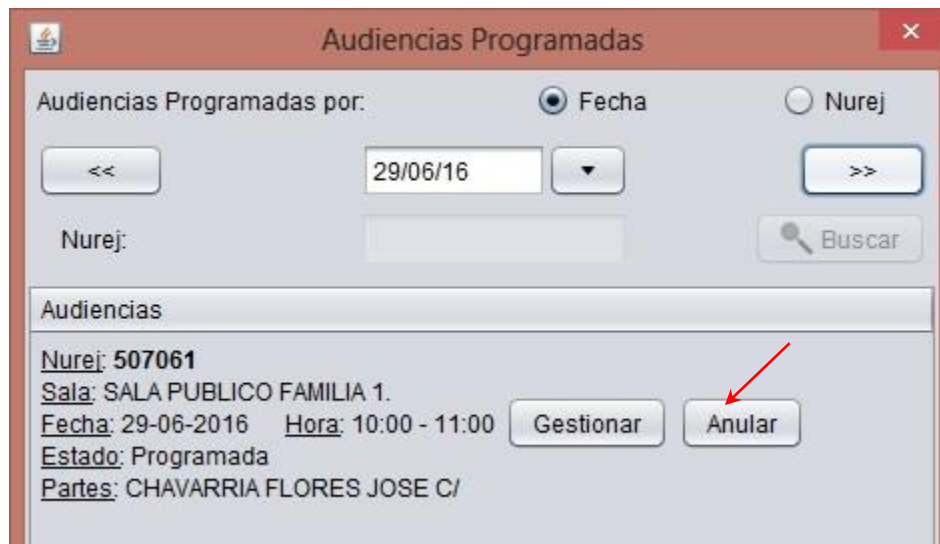 Audiencias Programadas
Audiencias Programadas por: Fecha Nurej
<< 29/06/16 >>
Nurej: Buscar
Audiencias
Nurej: 507061
Sala: SALA PUBLICO FAMILIA 1.
Fecha: 29-06-2016 Hora: 10:00 - 11:00 Gestionar Anular
Estado: Programada
Partes: CHAVARRIA FLORES JOSE C/